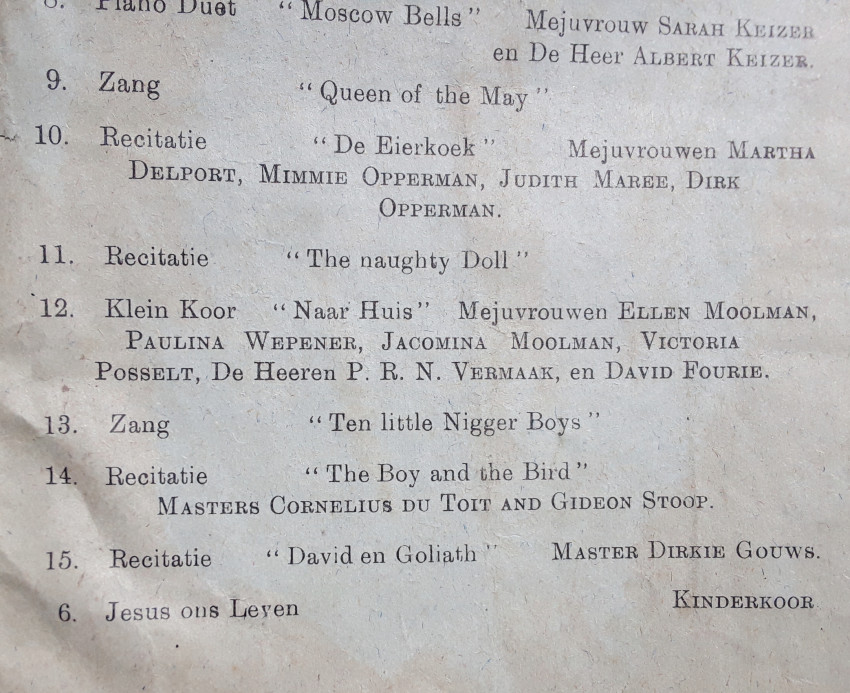 8. Piano Duet "Moscow Bells" Mejuvrouw SARAH KEIZER
en De Heer ALBERT KEIZER.
9. Zang "Queen of the May"
10. Recitatie "De Eierkoek" Mejuvrouwen MARTHA
DELPORT, MIMMIE OPPERMAN, JUDITH MAREE, DIRK
OPPERMAN.
11. Recitatie "The naughty Doll"
12. Klein Koor "Naar Huis" Mejuvrouwen ELLEN MOOLMAN,
PAULINA WEPENER, JACOMINA MOOLMAN, VICTORIA
POSSELT, De Heeren P. R. N. VERMAAK, en DAVID FOURIE.
13. Zang "Ten little Nigger Boys"
14. Recitatie "The Boy and the Bird"
MASTERS CORNELIUS DU TOIT AND GIDEON STOOP.
15. Recitatie "David en Goliath" MASTER DIRKIE GOUWS.
6. Jesus ons Leven KINDERKOOR